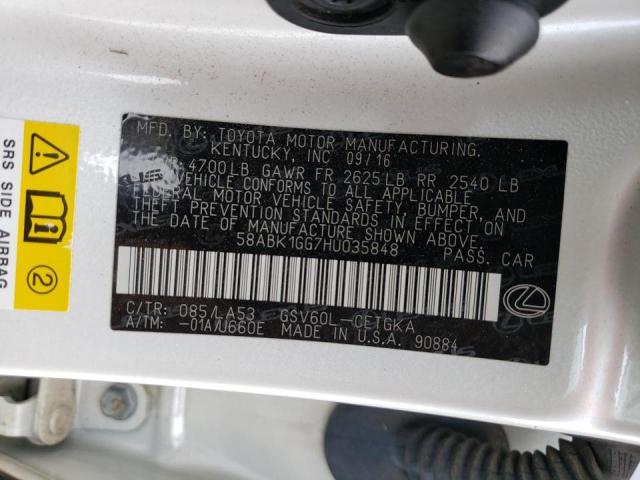 MFD. BY: TOYOTA MOTOR MANUFACTURING,
KENTUCKY, INC 09/16
4700LB GAWR FR 2625LB RR 2540 LB
VEHICLE CONFORMS TO ALL APPLICABLE
FEDERAL MOTOR VEHICLE SAFETY, BUMPER, AND
THEFT PREVENTION STANDARDS IN EFFECT ON
THE DATE OF MANUFACTURE SHOWN ABOVE.
58ABK1GG7HU035848 PASS. CAR
C/TR: 085/LA53 GSV60L-CETGKA
A/TM: -01A/U660E MADE IN U.S.A. 90884
SRS SIDE AIRBAG
2